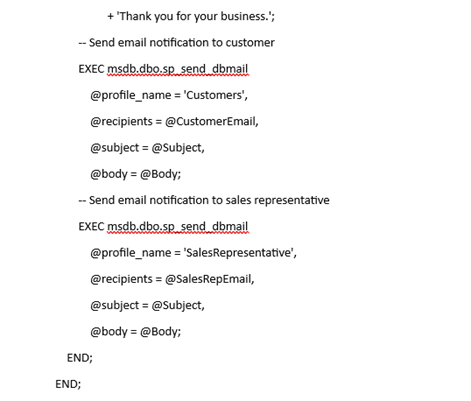 + 'Thank you for your business.';
-- Send email notification to customer
EXEC msdb.dbo.sp_send_dbmail
@profile_name = 'Customers',
@recipients = @CustomerEmail,
@subject = @Subject,
@body = @Body;
-- Send email notification to sales representative
EXEC msdb.dbo.sp_send_dbmail
@profile_name = 'SalesRepresentative',
@recipients = @SalesRepEmail,
@subject = @Subject,
@body = @Body;
END;
END;